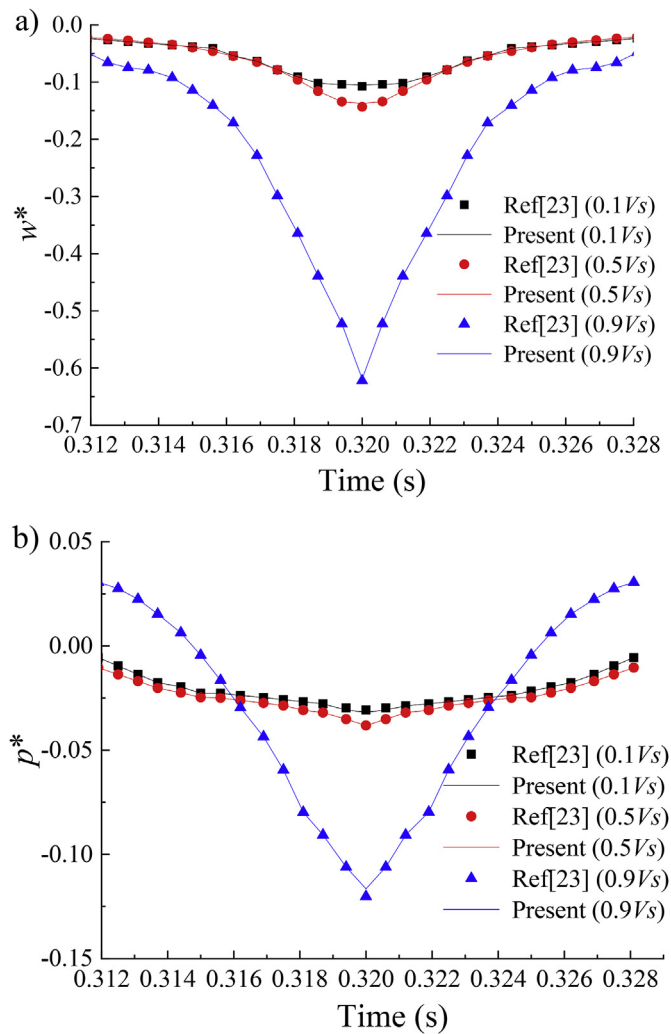 a)
0.0
-0.1
-0.2
-0.3
-0.4
-0.5
-0.6
-0.7
w*
Ref[23] (0.1Vs)
Present (0.1Vs)
Ref[23] (0.5Vs)
Present (0.5Vs)
Ref[23] (0.9Vs)
Present (0.9Vs)
0.312 0.314 0.316 0.318 0.320 0.322 0.324 0.326 0.328
Time (s)
b)
0.05
0.00
-0.05
-0.10
-0.15
p*
Ref[23] (0.1Vs)
Present (0.1Vs)
Ref[23] (0.5Vs)
Present (0.5Vs)
Ref[23] (0.9Vs)
Present (0.9Vs)
0.312 0.314 0.316 0.318 0.320 0.322 0.324 0.326 0.328
Time (s)